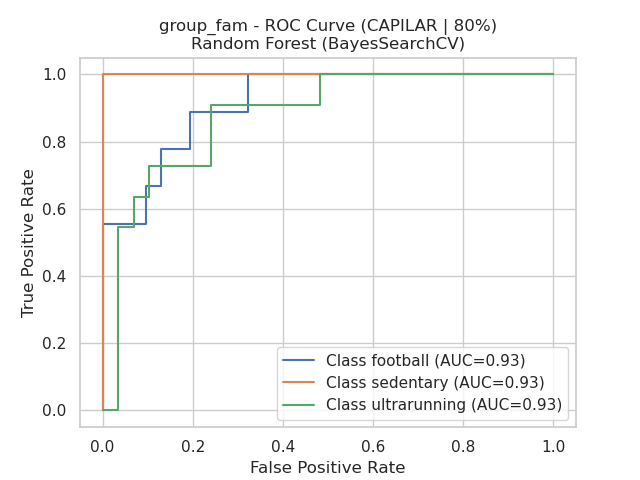 group_fam - ROC Curve (CAPILAR | 80%)
Random Forest (BayesSearchCV)
True Positive Rate
1.0
0.8
0.6
0.4
0.2
0.0
Class football (AUC=0.93)
Class sedentary (AUC=0.93)
Class ultrarunning (AUC=0.93)
0.0 0.2 0.4 0.6 0.8 1.0
False Positive Rate